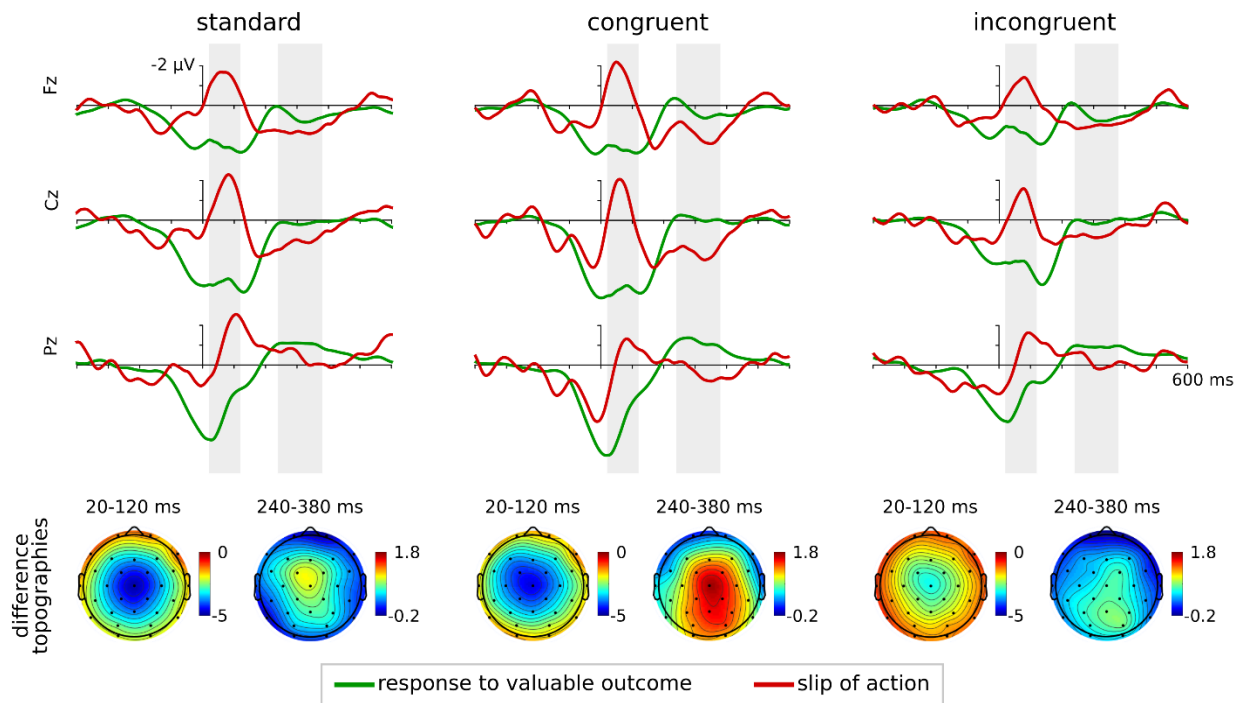 standard congruent incongruent
-2 µV
Fz
Cz
Pz
600 ms
difference
topographies
20-120 ms 240-380 ms 20-120 ms 240-380 ms 20-120 ms 240-380 ms
0 1.8 0 1.8 0 1.8
-5 -0.2 -5 -0.2 -5 -0.2
response to valuable outcome slip of action